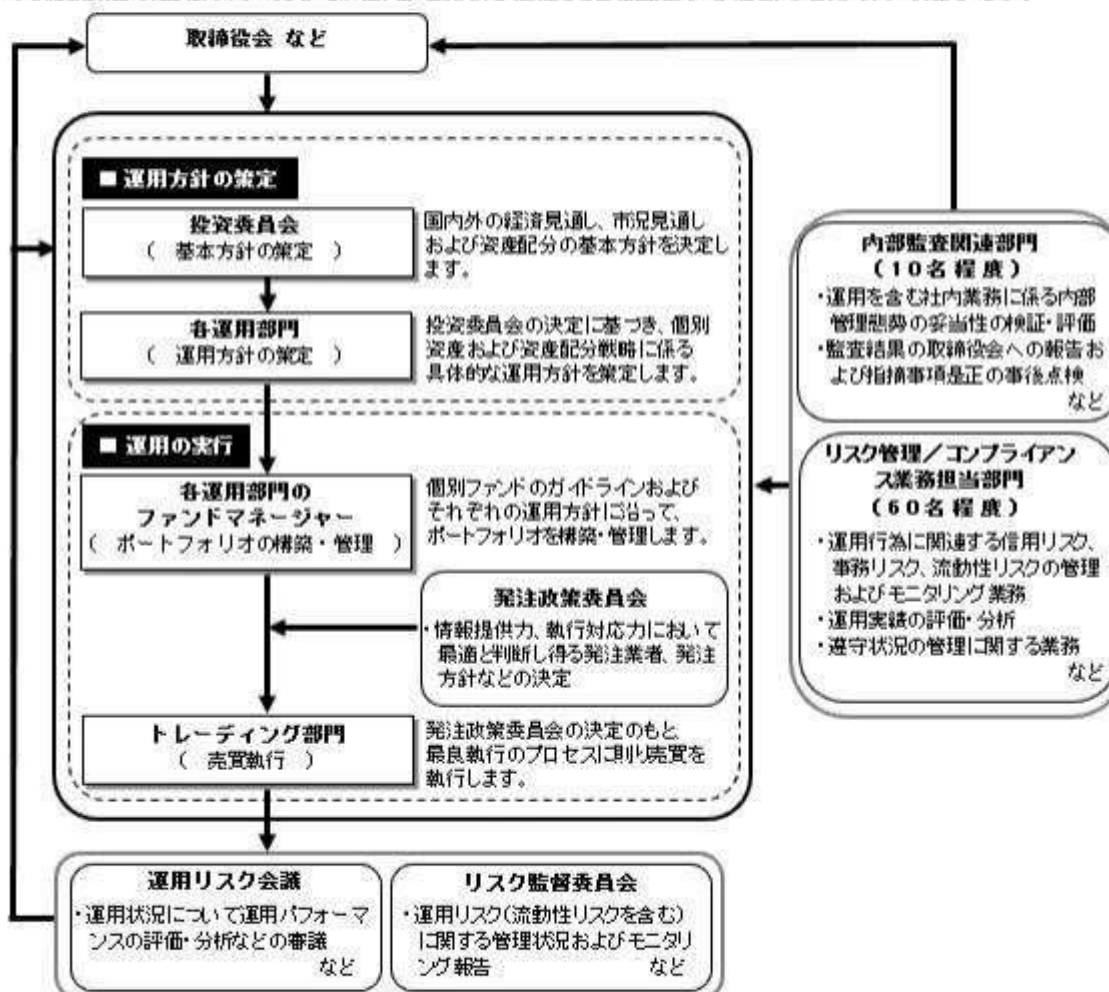 取締役会 など
■ 運用方針の策定
投資委員会
( 基本方針の策定 )
国内外の経済見通し、市況見通し
および資産配分の基本方針を決定し
ます。
各運用部門
( 運用方針の策定 )
投資委員会の決定に基づき、個別
資産および資産配分戦略に係る
具体的な運用方針を策定します。
■ 運用の実行
各運用部門の
ファンドマネージャー
( ポートフォリオの構築・管理 )
個別ファンドのガイドラインおよび
それぞれの運用方針に沿って、
ポートフォリオを構築・管理します。
発注政策委員会
・情報提供力、執行対応力において
最適と判断し得る発注業者、発注
方針などの決定
トレーディング部門
( 売買執行 )
発注政策委員会の決定のもと
最良執行のプロセスに則り売買を
執行します。
内部監査関連部門
(10名程度)
・運用を含む社内業務に係る内部
管理態勢の妥当性の検証・評価
・監査結果の取締役会への報告お
よび指摘事項是正の事後点検
など
リスク管理／コンプライアン
ス業務担当部門
(60名程度)
・運用行為に関連する信用リスク、
事務リスク、流動性リスクの管理
およびモニタリング業務
・運用実績の評価・分析
・遵守状況の管理に関する業務
など
運用リスク会議
・運用状況について運用パフォーマ
ンスの評価・分析などの審議
など
リスク監督委員会
・運用リスク(流動性リスクを含む)
に関する管理状況およびモニタリ
ング報告 など